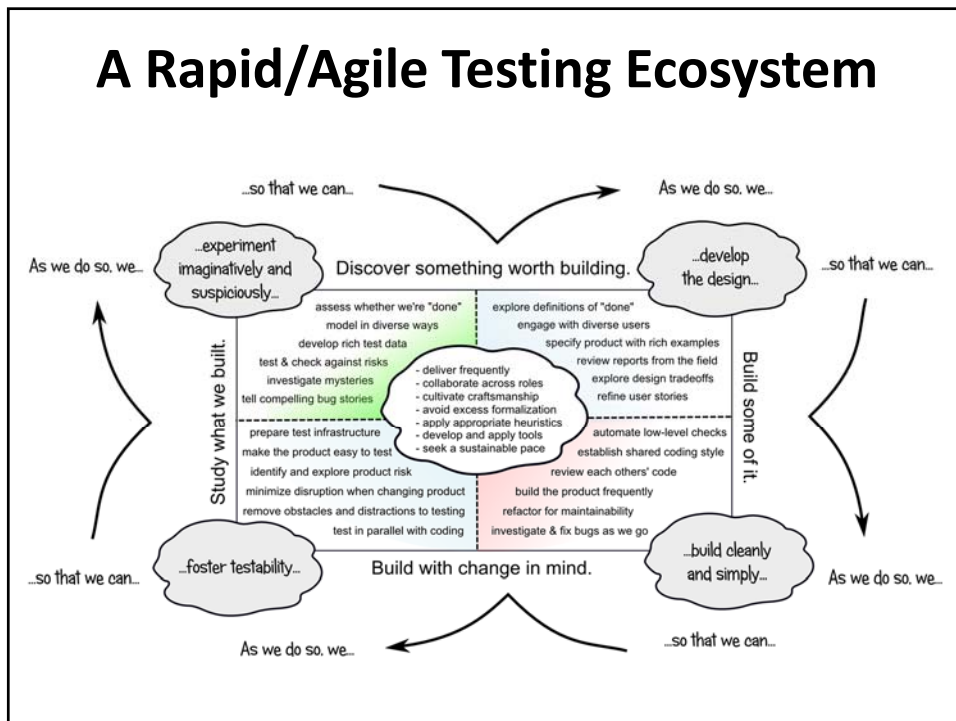 A Rapid/Agile Testing Ecosystem
...so that we can...
As we do so, we...
As we do so, we...
...experiment
imaginatively and
suspiciously...
Discover something worth building.
...develop
the design...
...so that we can...
assess whether we're "done"
model in diverse ways
develop rich test data
test & check against risks
investigate mysteries
tell compelling bug stories
explore definitions of "done"
engage with diverse users
specify product with rich examples
review reports from the field
explore design tradeoffs
refine user stories
Study what we built.
- deliver frequently
- collaborate across roles
- cultivate craftsmanship
- avoid excess formalization
- apply appropriate heuristics
- develop and apply tools
- seek a sustainable pace
Build some of it.
prepare test infrastructure
make the product easy to test
identify and explore product risk
minimize disruption when changing product
remove obstacles and distractions to testing
test in parallel with coding
automate low-level checks
establish shared coding style
review each others' code
build the product frequently
refactor for maintainability
investigate & fix bugs as we go
...so that we can...
...foster testability...
Build with change in mind.
...build cleanly
and simply...
As we do so, we...
As we do so, we...
...so that we can...